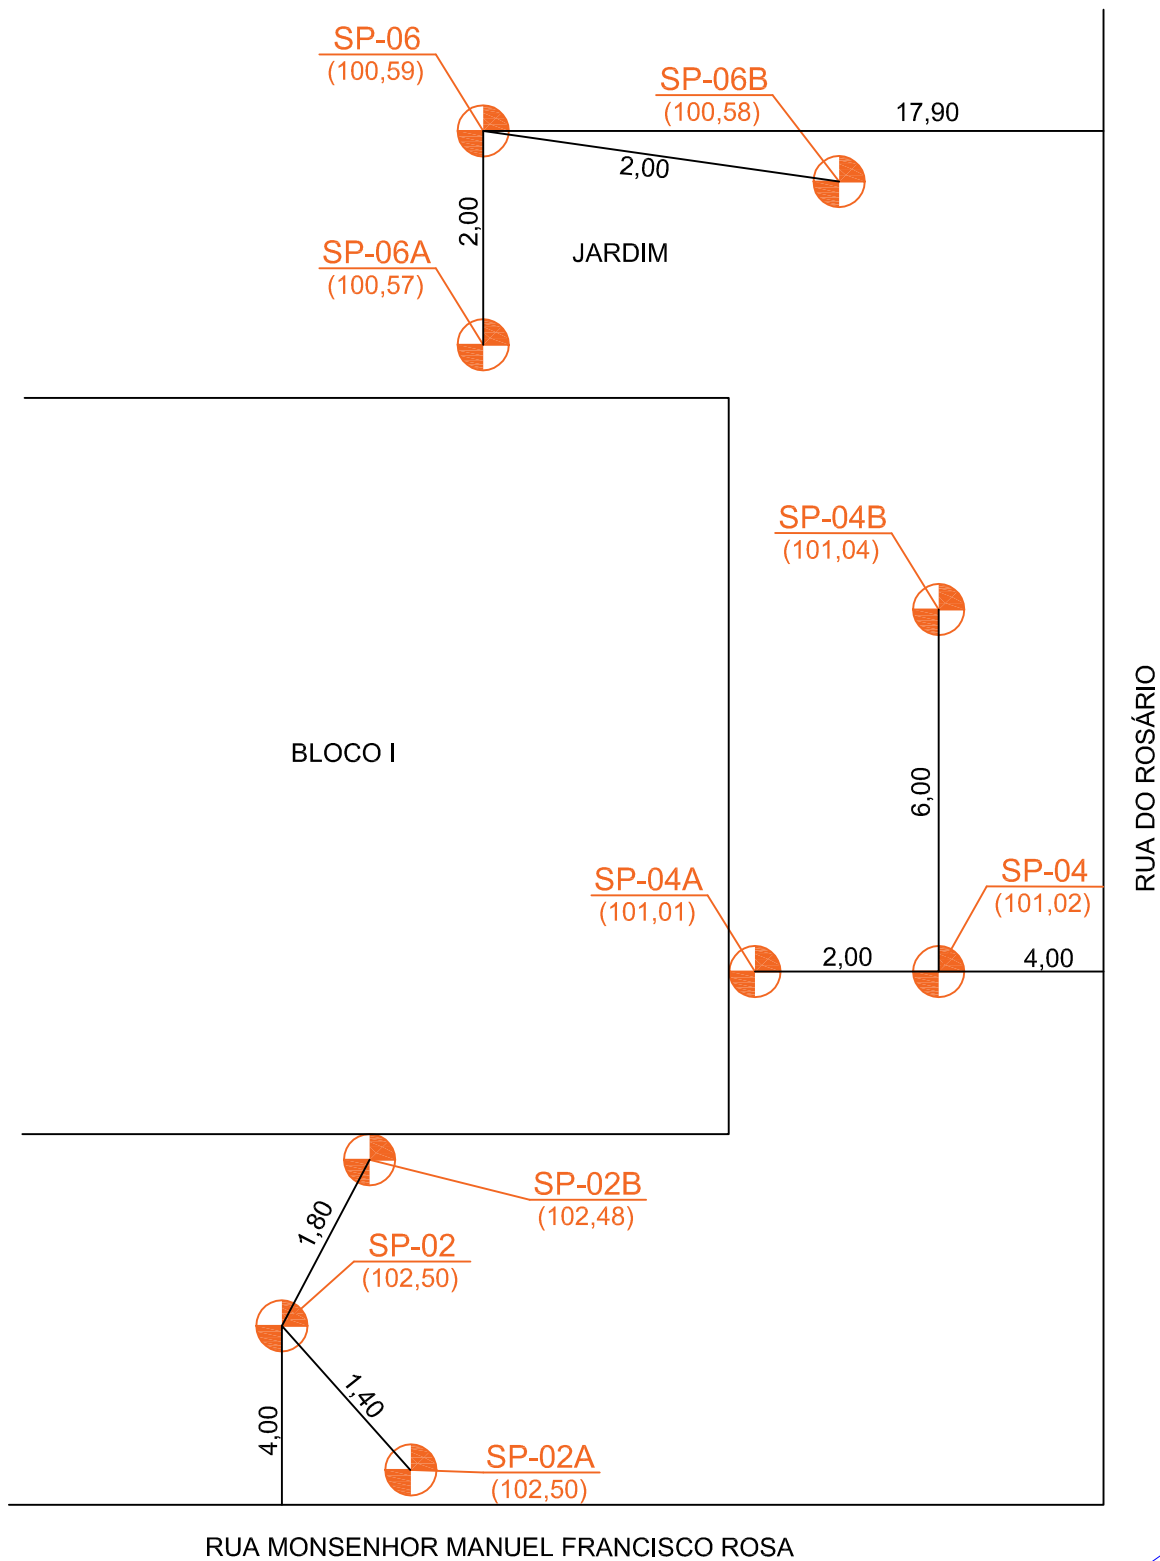 SP-06
(100,59)
SP-06B
(100,58)
17,90
2,00
2,00
SP-06A
(100,57)
JARDIM
SP-04B
(101,04)
BLOCO I
6,00
RUA DO ROSÁRIO
SP-04A
(101,01)
SP-04
(101,02)
2,00
4,00
SP-02B
(102,48)
1,80
SP-02
(102,50)
1,40
4,00
SP-02A
(102,50)
RUA MONSENHOR MANUEL FRANCISCO ROSA